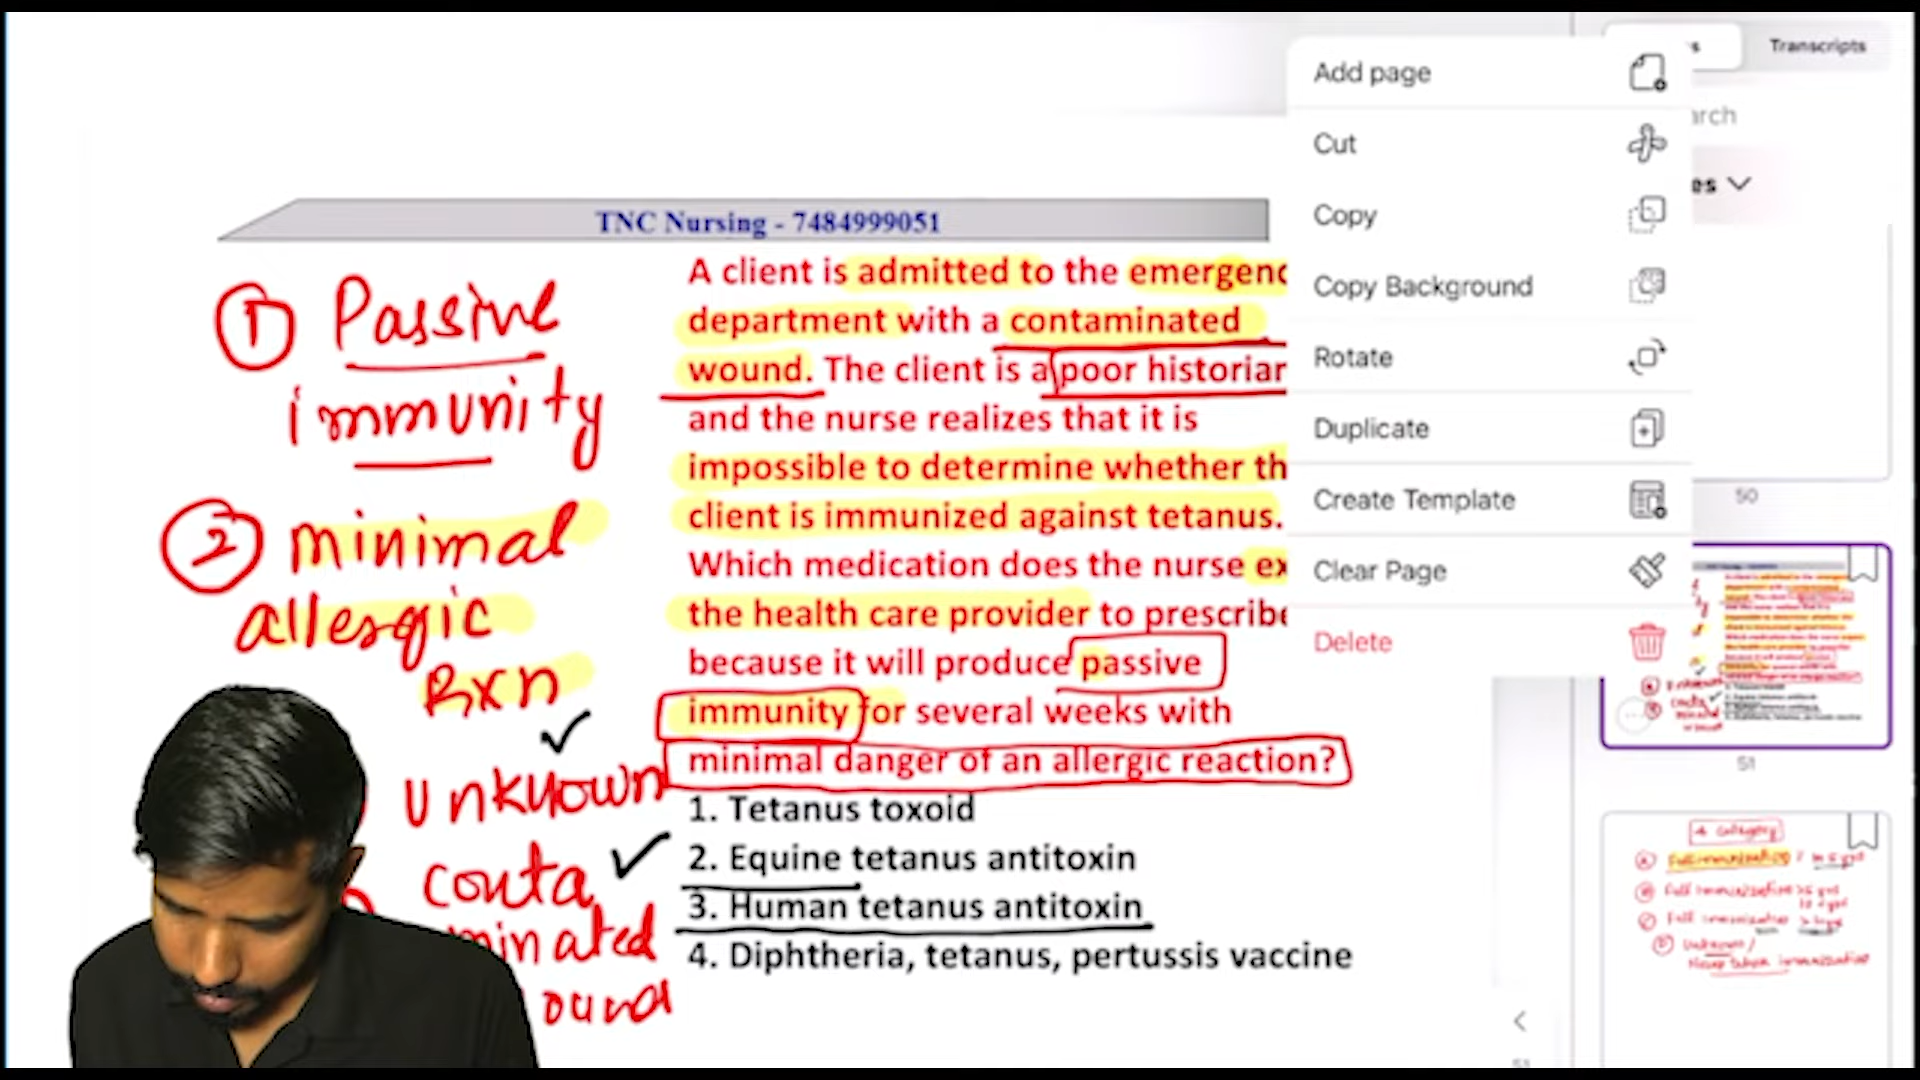 TNC Nursing - 7484999051
① Passive
immunity
② minimal
allergic
Rxn
Unknown
conta
minated
ound
A client is admitted to the emergenc
department with a contaminated
wound. The client is a poor historian
and the nurse realizes that it is
impossible to determine whether th
client is immunized against tetanus.
Which medication does the nurse ex
the health care provider to prescribe
because it will produce passive
immunity for several weeks with
minimal danger of an allergic reaction?
1. Tetanus toxoid
2. Equine tetanus antitoxin
3. Human tetanus antitoxin
4. Diphtheria, tetanus, pertussis vaccine
Add page
Cut
Copy
Copy Background
Rotate
Duplicate
Create Template
Clear Page
Delete
Transcripts
arch
es
50
51
51